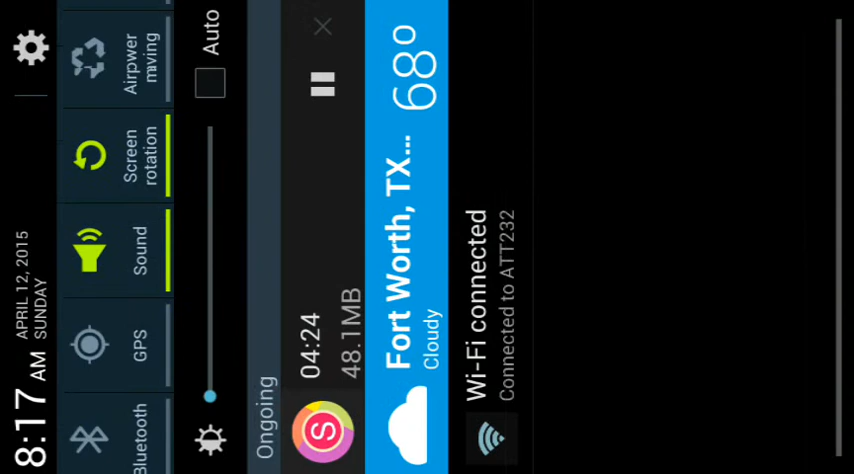 8:17 AM
APRIL 12, 2015
SUNDAY
Bluetooth
GPS
Sound
Screen
rotation
Airpwer
mving
Auto
Ongoing
S
04:24
48.1MB
Fort Worth, TX...
Cloudy
68°
Wi-Fi connected
Connected to ATT232